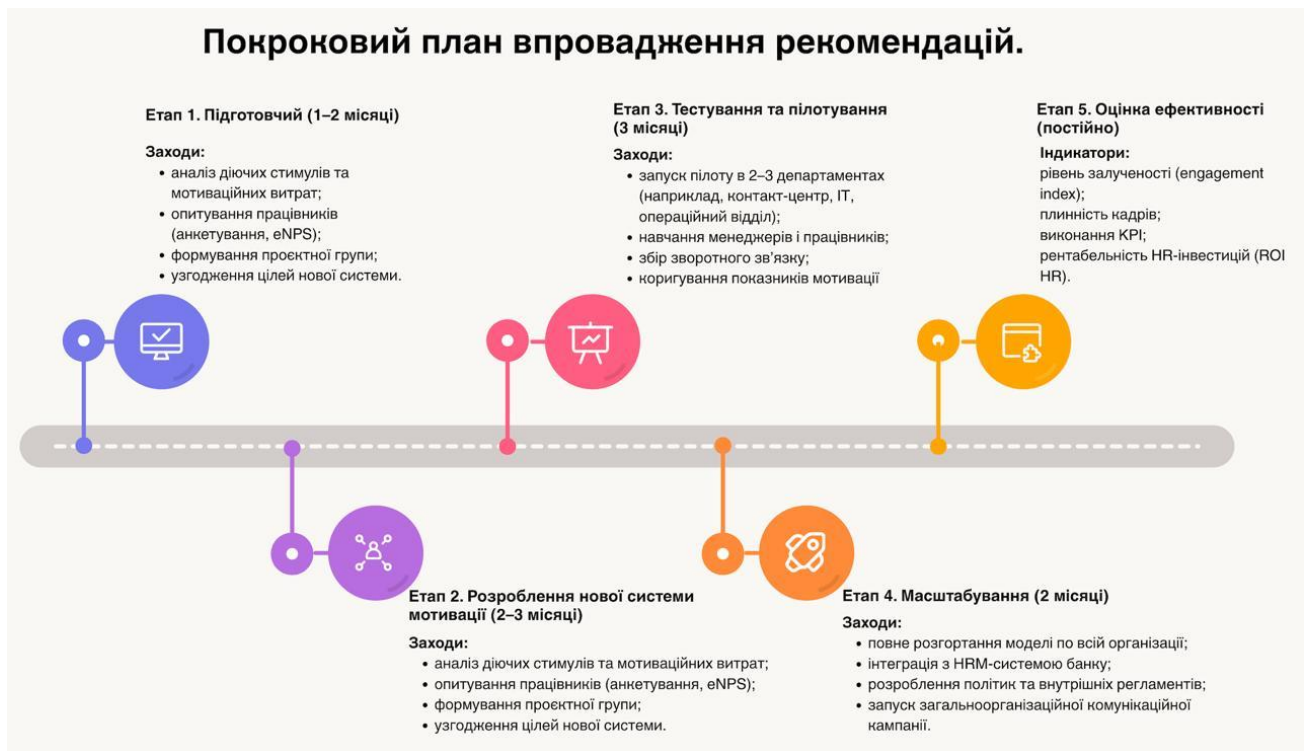 Покроковий план впровадження рекомендацій.
Етап 1. Підготовчий (1–2 місяці)
Заходи:
• аналіз діючих стимулів та
мотиваційних витрат;
• опитування працівників
(анкетування, eNPS);
• формування проєктної групи;
• узгодження цілей нової системи.
Етап 2. Розроблення нової системи
мотивації (2–3 місяці)
Заходи:
• аналіз діючих стимулів та мотиваційних витрат;
• опитування працівників (анкетування, eNPS);
• формування проєктної групи;
• узгодження цілей нової системи.
Етап 3. Тестування та пілотування
(3 місяці)
Заходи:
• запуск пілоту в 2–3 департаментах
(наприклад, контакт-центр, ІТ,
операційний відділ);
• навчання менеджерів і працівників;
• збір зворотного зв’язку;
• коригування показників мотивації
Етап 4. Масштабування (2 місяці)
Заходи:
• повне розгортання моделі по всій організації;
• інтеграція з HRM-системою банку;
• розроблення політик та внутрішніх регламентів;
• запуск загальноорганізаційної комунікаційної
кампанії.
Етап 5. Оцінка ефективності
(постійно)
Індикатори:
рівень залученості (engagement
index);
плинність кадрів;
виконання KPI;
рентабельність HR-інвестицій (ROI
HR).